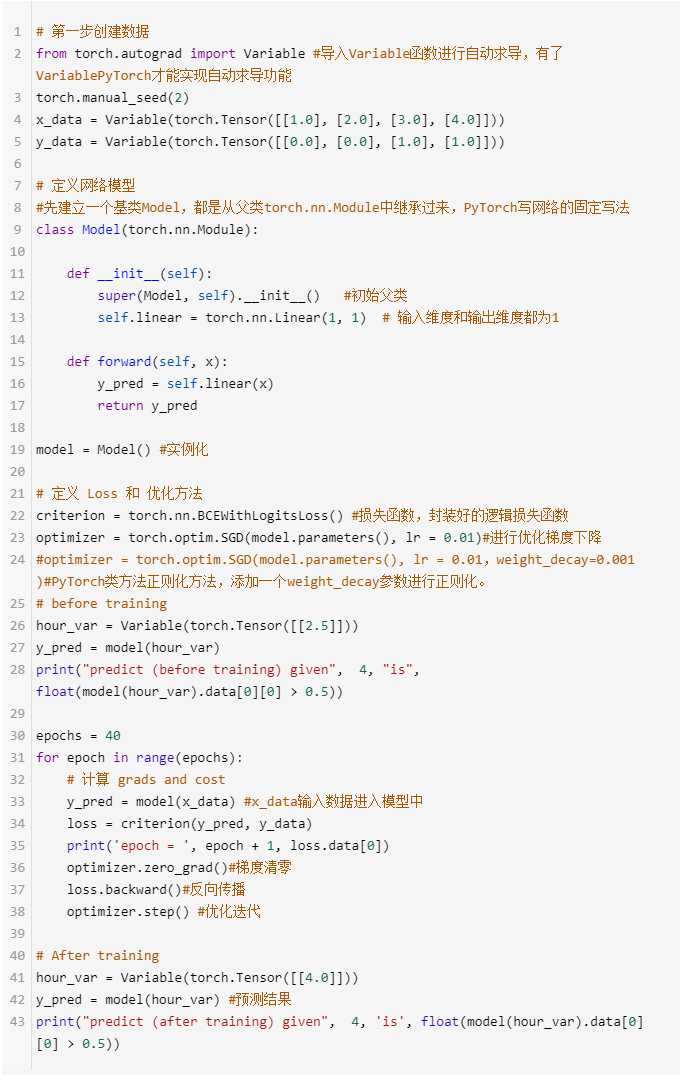 1 # 第一步创建数据
2 from torch.autograd import Variable #导入Variable函数进行自动求导，有了
VariablePyTorch才能实现自动求导功能
3 torch.manual_seed(2)
4 x_data = Variable(torch.Tensor([[1.0], [2.0], [3.0], [4.0]]))
5 y_data = Variable(torch.Tensor([[0.0], [0.0], [1.0], [1.0]]))
6
7 # 定义网络模型
8 #先建立一个基类Model，都是从父类torch.nn.Module中继承过来，PyTorch写网络的固定写法
9 class Model(torch.nn.Module):
10
11     def __init__(self):
12         super(Model, self).__init__()   #初始父类
13         self.linear = torch.nn.Linear(1, 1)  # 输入维度和输出维度都为1
14
15     def forward(self, x):
16         y_pred = self.linear(x)
17         return y_pred
18
19 model = Model() #实例化
20
21 # 定义 Loss 和 优化方法
22 criterion = torch.nn.BCEWithLogitsLoss() #损失函数，封装好的逻辑损失函数
23 optimizer = torch.optim.SGD(model.parameters(), lr = 0.01)#进行优化梯度下降
24 #optimizer = torch.optim.SGD(model.parameters(), lr = 0.01，weight_decay=0.001
)#PyTorch类方法正则化方法，添加一个weight_decay参数进行正则化。
25 # before training
26 hour_var = Variable(torch.Tensor([[2.5]]))
27 y_pred = model(hour_var)
28 print("predict (before training) given",  4, "is",
float(model(hour_var).data[0][0] > 0.5))
29
30 epochs = 40
31 for epoch in range(epochs):
32     # 计算 grads and cost
33     y_pred = model(x_data) #x_data输入数据进入模型中
34     loss = criterion(y_pred, y_data)
35     print('epoch = ', epoch + 1, loss.data[0])
36     optimizer.zero_grad()#梯度清零
37     loss.backward()#反向传播
38     optimizer.step() #优化迭代
39
40 # After training
41 hour_var = Variable(torch.Tensor([[4.0]]))
42 y_pred = model(hour_var) #预测结果
43 print("predict (after training) given",  4, 'is', float(model(hour_var).data[0]
[0] > 0.5))